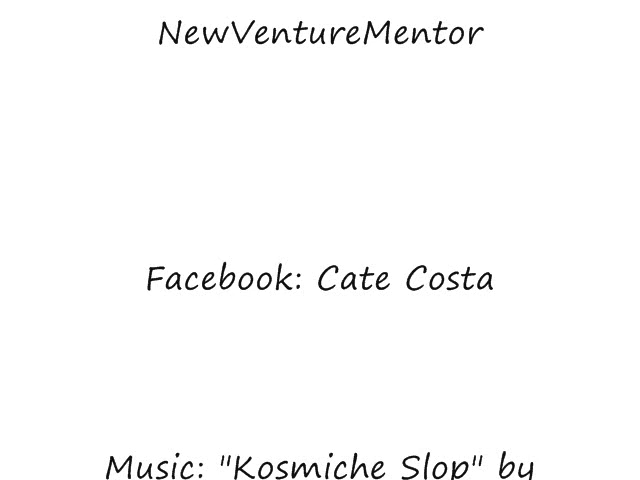 NewVentureMentor
Facebook: Cate Costa
Music: "Kosmiche Slop" by